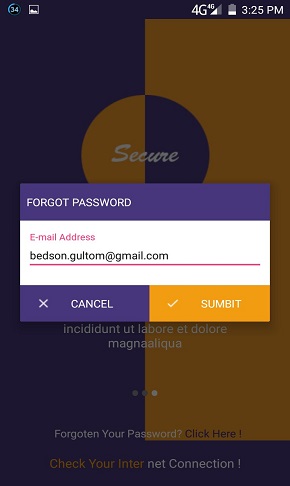 34 4G 4G 3:25 PM
Secure
FORGOT PASSWORD
E-mail Address
bedson.gultom@gmail.com
CANCEL SUMBIT
incididunt ut labore et dolore
magnaaliqua
Forgoten Your Password? Click Here !
Check Your Inter net Connection !